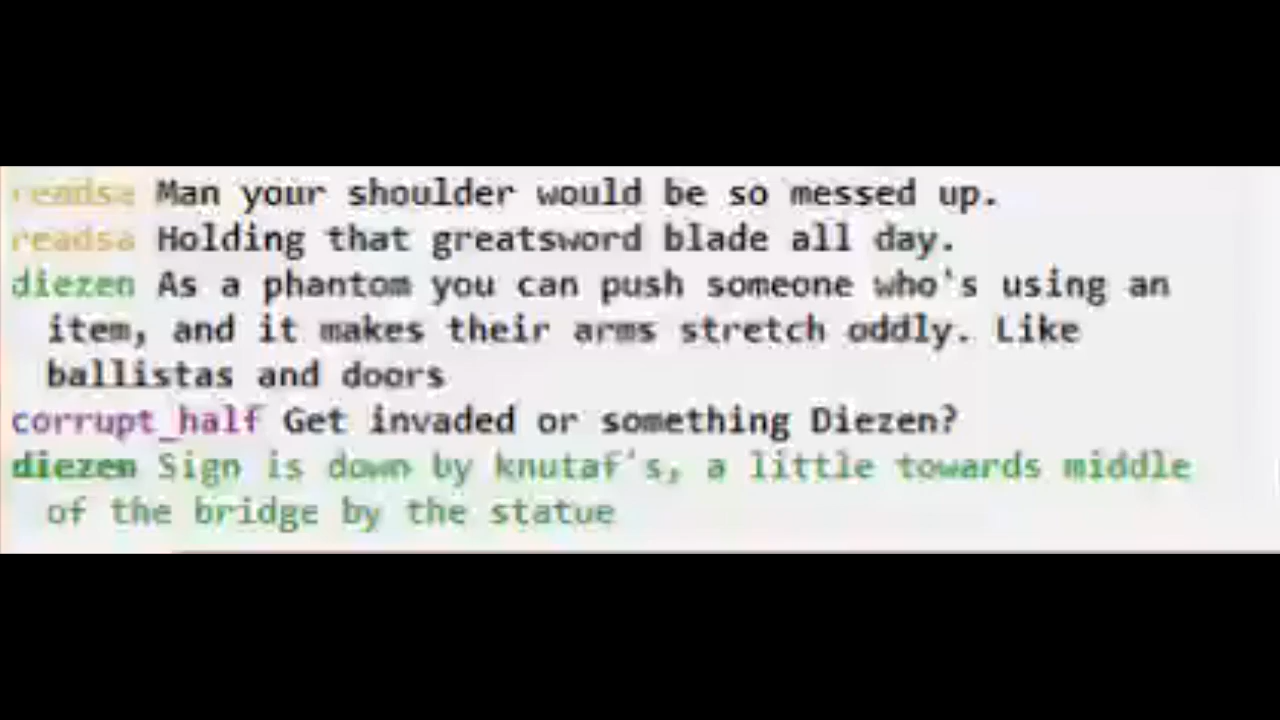 readsa Man your shoulder would be so messed up.
readsa Holding that greatsword blade all day.
diezen As a phantom you can push someone who's using an
item, and it makes their arms stretch oddly. Like
ballistas and doors
corrupt_half Get invaded or something Diezen?
diezen Sign is down by knutaf's, a little towards middle
of the bridge by the statue